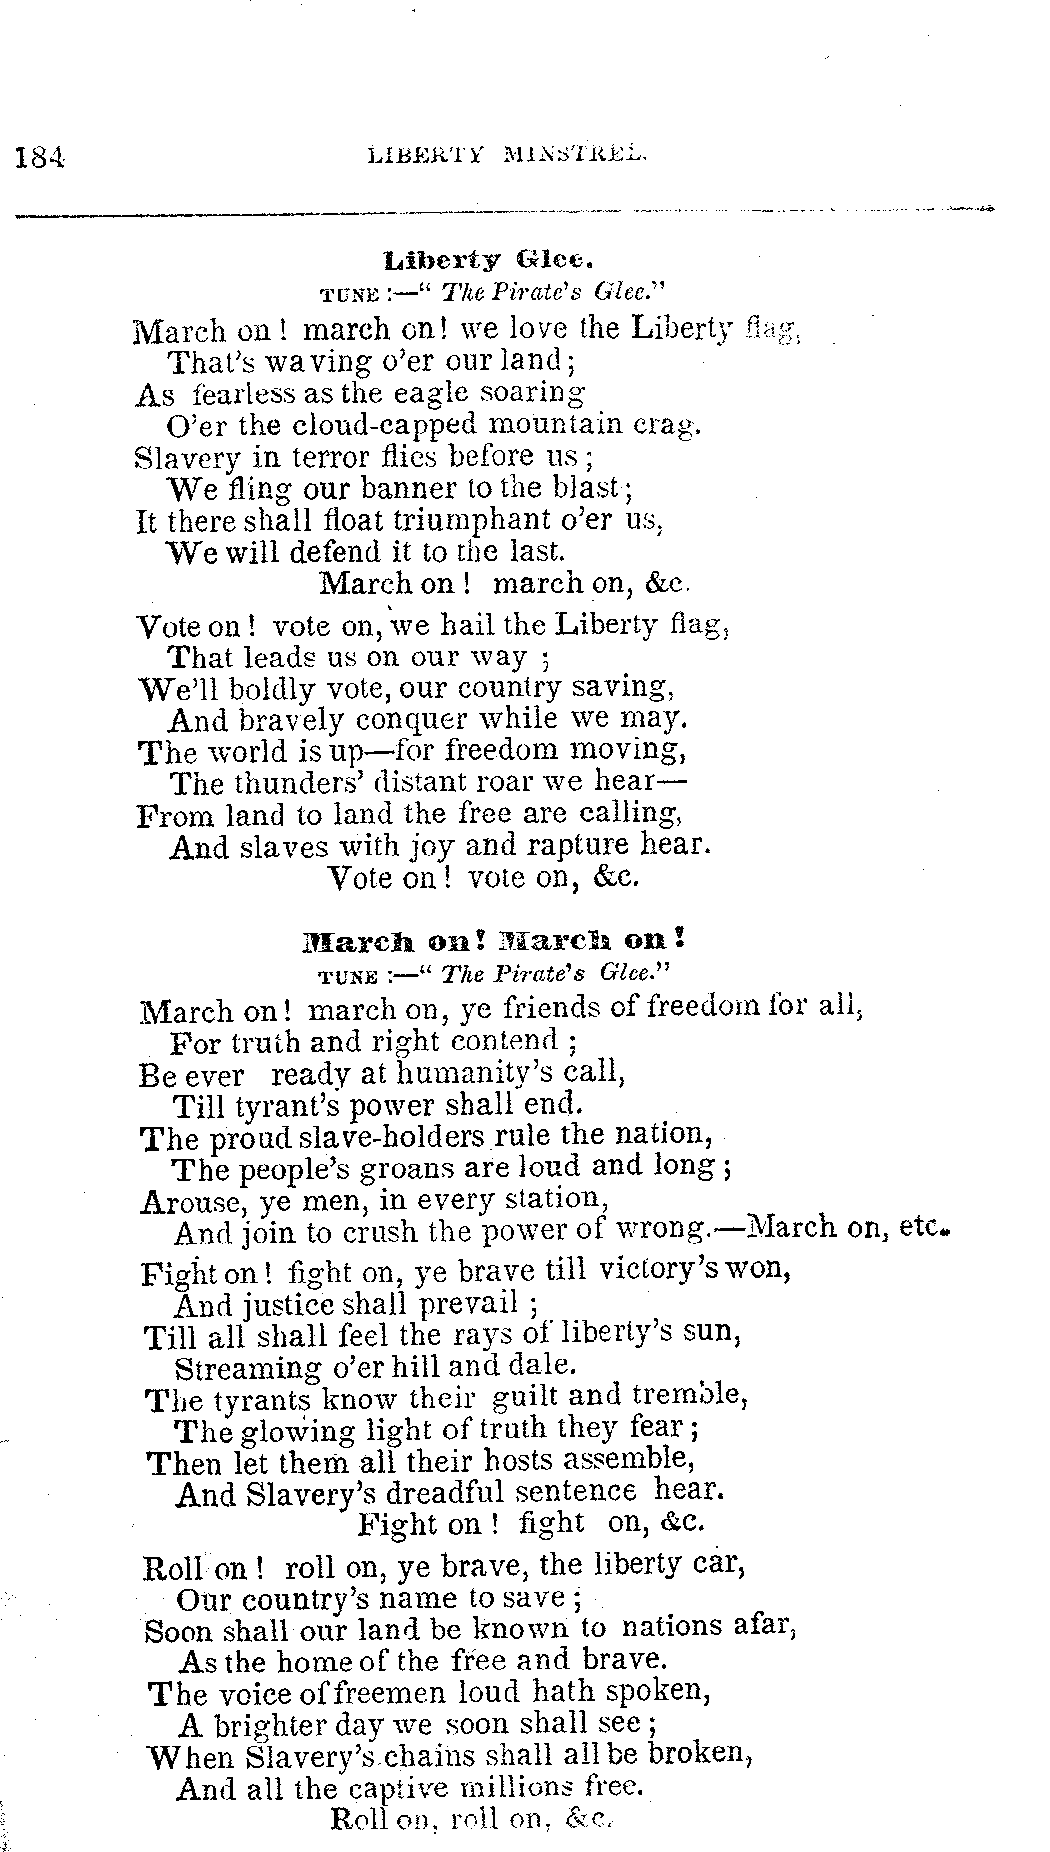 184 LIBERTY MINSTREL.
Liberty Glee.
TUNE:—"The Pirate's Glee."
March on! march on! we love the Liberty flag,
That's waving o'er our land;
As fearless as the eagle soaring
O'er the cloud-capped mountain crag.
Slavery in terror flies before us;
We fling our banner to the blast;
It there shall float triumphant o'er us,
We will defend it to the last.
March on! march on, &c.
Vote on! vote on, we hail the Liberty flag,
That leads us on our way;
We'll boldly vote, our country saving,
And bravely conquer while we may.
The world is up—for freedom moving,
The thunders' distant roar we hear—
From land to land the free are calling,
And slaves with joy and rapture hear.
Vote on! vote on, &c.
March on! March on!
TUNE:—"The Pirate's Glee."
March on! march on, ye friends of freedom for all,
For truth and right contend;
Be ever ready at humanity's call,
Till tyrant's power shall end.
The proud slave-holders rule the nation,
The people's groans are loud and long;
Arouse, ye men, in every station,
And join to crush the power of wrong.—March on, etc.
Fight on! fight on, ye brave till victory's won,
And justice shall prevail;
Till all shall feel the rays of liberty's sun,
Streaming o'er hill and dale.
The tyrants know their guilt and tremble,
The glowing light of truth they fear;
Then let them all their hosts assemble,
And Slavery's dreadful sentence hear.
Fight on! fight on, &c.
Roll on! roll on, ye brave, the liberty car,
Our country's name to save;
Soon shall our land be known to nations afar,
As the home of the free and brave.
The voice of freemen loud hath spoken,
A brighter day we soon shall see;
When Slavery's chains shall all be broken,
And all the captive millions free.
Roll on, roll on, &c.